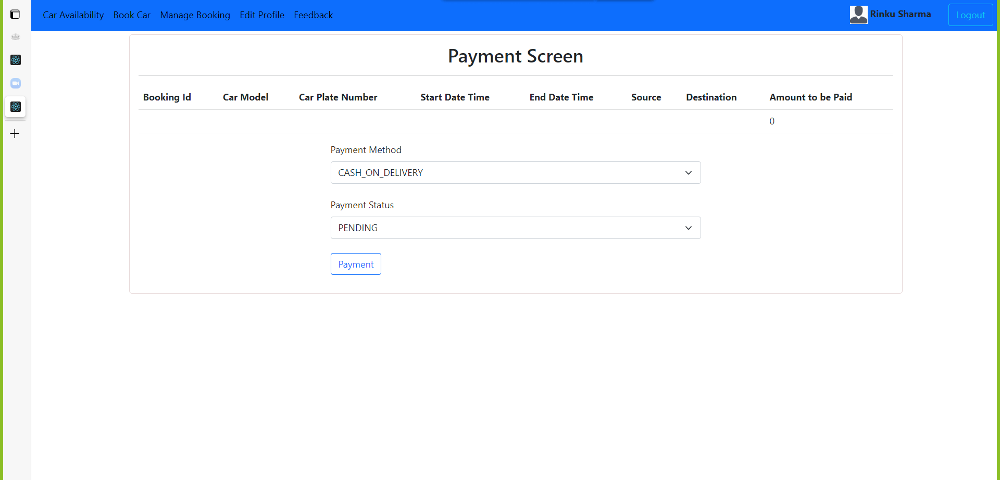 Car Availability Book Car Manage Booking Edit Profile Feedback Rinku Sharma Logout
Payment Screen
Booking Id Car Model Car Plate Number Start Date Time End Date Time Source Destination Amount to be Paid
0
Payment Method
CASH_ON_DELIVERY
Payment Status
PENDING
Payment